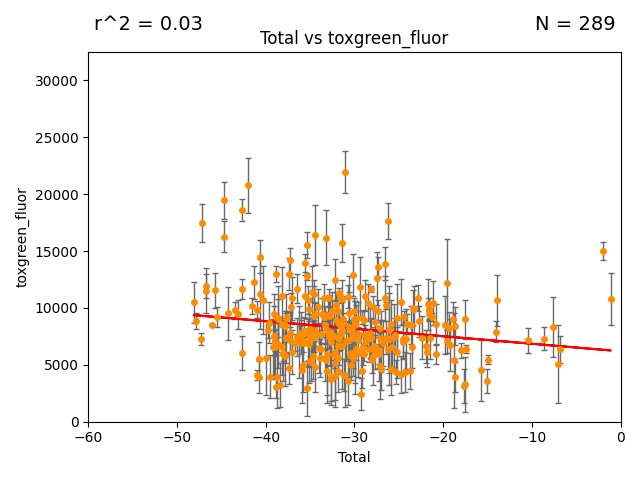 r^2 = 0.03
N = 289
Total vs toxgreen_fluor
30000
25000
20000
15000
10000
5000
0
toxgreen_fluor
−60
−50
−40
−30
−20
−10
0
Total